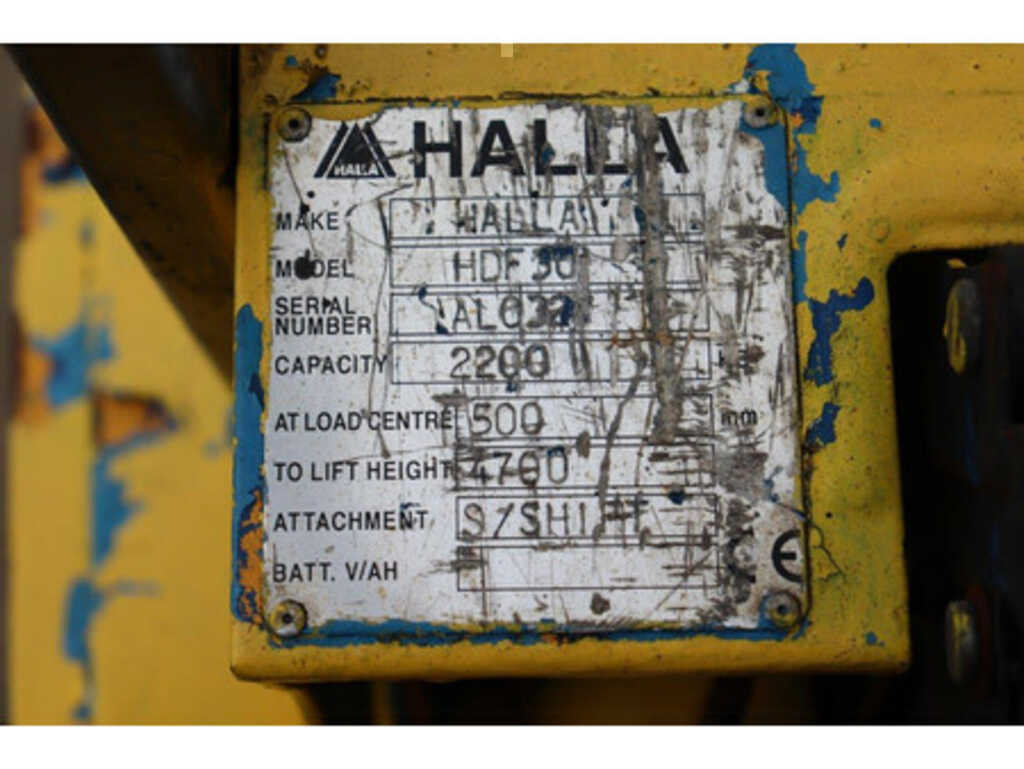 HALLA HALLA
MAKE HALLA
MODEL HDF30
SERIAL
NUMBER
CAPACITY 2200
AT LOAD CENTRE 500 mm
TO LIFT HEIGHT 4700
ATTACHMENT S/SHIFT
BATT. V/AH
CE